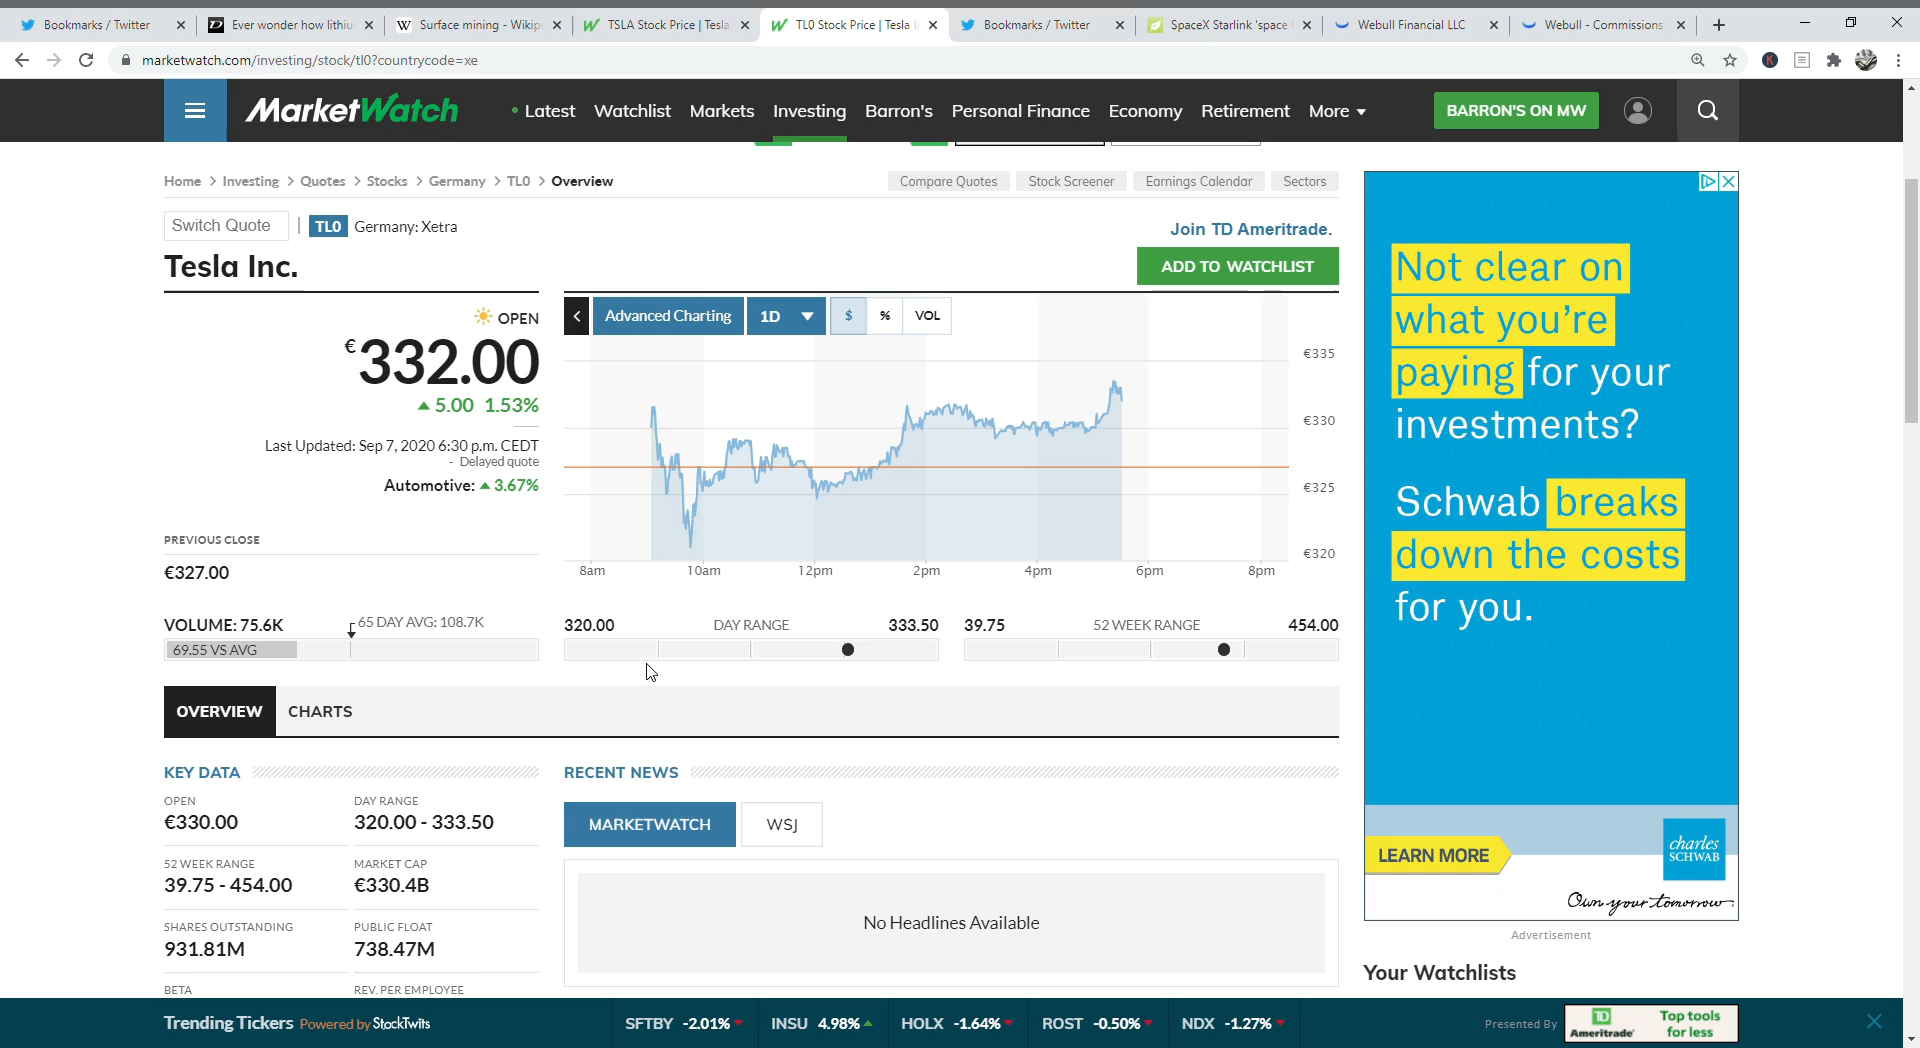 Bookmarks / Twitter
Ever wonder how lithiu
Surface mining - Wikip
TSLA Stock Price | Tesla
TL0 Stock Price | Tesla I
Bookmarks / Twitter
SpaceX Starlink 'space
Webull Financial LLC
Webull - Commissions
marketwatch.com/investing/stock/tl0?countrycode=xe
MarketWatch
Latest Watchlist Markets Investing Barron's Personal Finance Economy Retirement More
BARRON'S ON MW
Home > Investing > Quotes > Stocks > Germany > TL0 > Overview
Compare Quotes Stock Screener Earnings Calendar Sectors
Switch Quote | TL0 Germany: Xetra
Join TD Ameritrade.
Tesla Inc.
ADD TO WATCHLIST
OPEN
€332.00
5.00 1.53%
Last Updated: Sep 7, 2020 6:30 p.m. CEDT
- Delayed quote
Automotive: 3.67%
PREVIOUS CLOSE
€327.00
VOLUME: 75.6K
65 DAY AVG: 108.7K
69.55 VS AVG
Advanced Charting 1D $ % VOL
€335
€330
€325
€320
8am 10am 12pm 2pm 4pm 6pm 8pm
320.00 DAY RANGE 333.50
39.75 52 WEEK RANGE 454.00
OVERVIEW CHARTS
KEY DATA
OPEN
€330.00
DAY RANGE
320.00 - 333.50
52 WEEK RANGE
39.75 - 454.00
MARKET CAP
€330.4B
SHARES OUTSTANDING
931.81M
PUBLIC FLOAT
738.47M
BETA
REV. PER EMPLOYEE
RECENT NEWS
MARKETWATCH WSJ
No Headlines Available
Not clear on
what you're
paying for your
investments?
Schwab breaks
down the costs
for you.
LEARN MORE
charles
SCHWAB
Own your tomorrow.
Advertisement
Your Watchlists
Trending Tickers Powered by StockTwits
SFTBY -2.01%
INSU 4.98%
HOLX -1.64%
ROST -0.50%
NDX -1.27%
Presented By
TD
Ameritrade
Top tools
for less